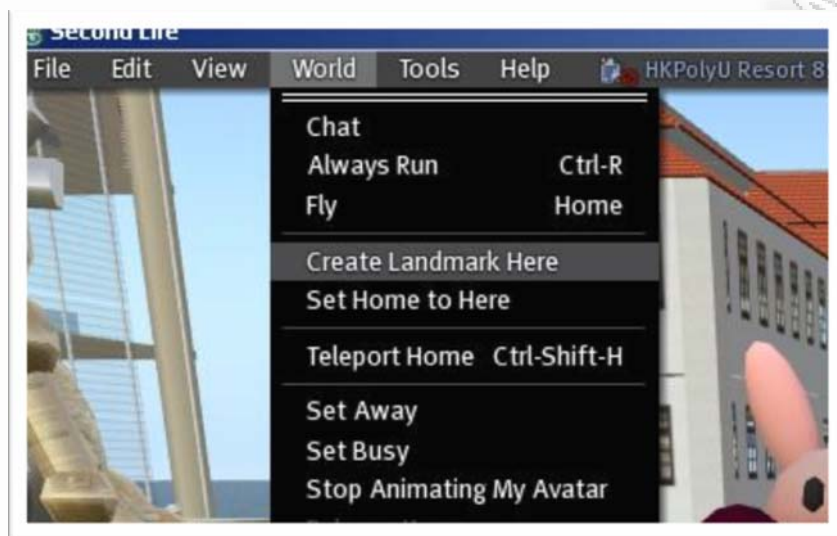 Second Life
File Edit View World Tools Help HKPolyU Resort 8
Chat
Always Run Ctrl-R
Fly Home
Create Landmark Here
Set Home to Here
Teleport Home Ctrl-Shift-H
Set Away
Set Busy
Stop Animating My Avatar